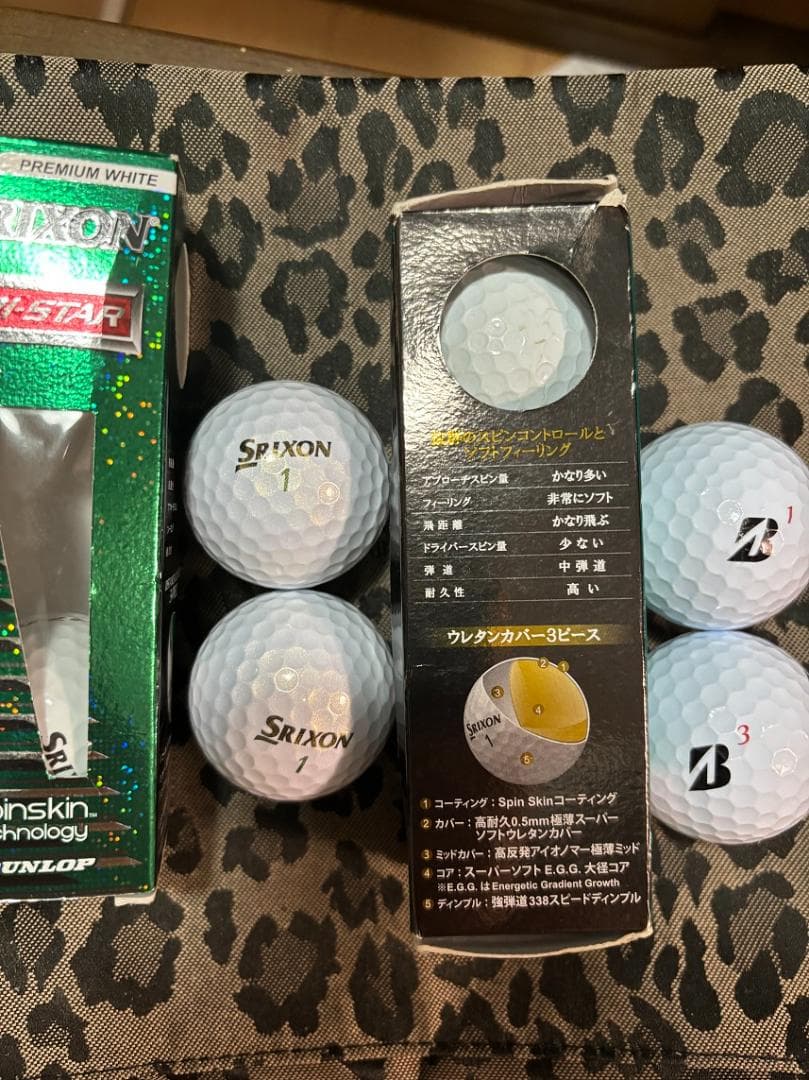 PREMIUM WHITE
RIXON
-STAR
SRI
pinskin
chnology
DUNLOP
SRIXON
1
SRIXON
1
スピンコントロールと
ソフトフィーリング
アプローチスピン量 かなり多い
フィーリング 非常にソフト
飛距離 かなり飛ぶ
ドライバースピン量 少ない
弾道 中弾道
耐久性 高い
ウレタンカバー3ピース
2 1
3
4
SRIXON
1
5
1 コーティング:Spin Skinコーティング
2 カバー:高耐久0.5mm極薄スーパー
ソフトウレタンカバー
3 ミッドカバー:高反発アイオノマー極薄ミッド
4 コア:スーパーソフトE.G.G.大径コア
※E.G.G.はEnergetic Gradient Growth
5 ディンプル:強弾道338スピードディンプル
B 1
B 3